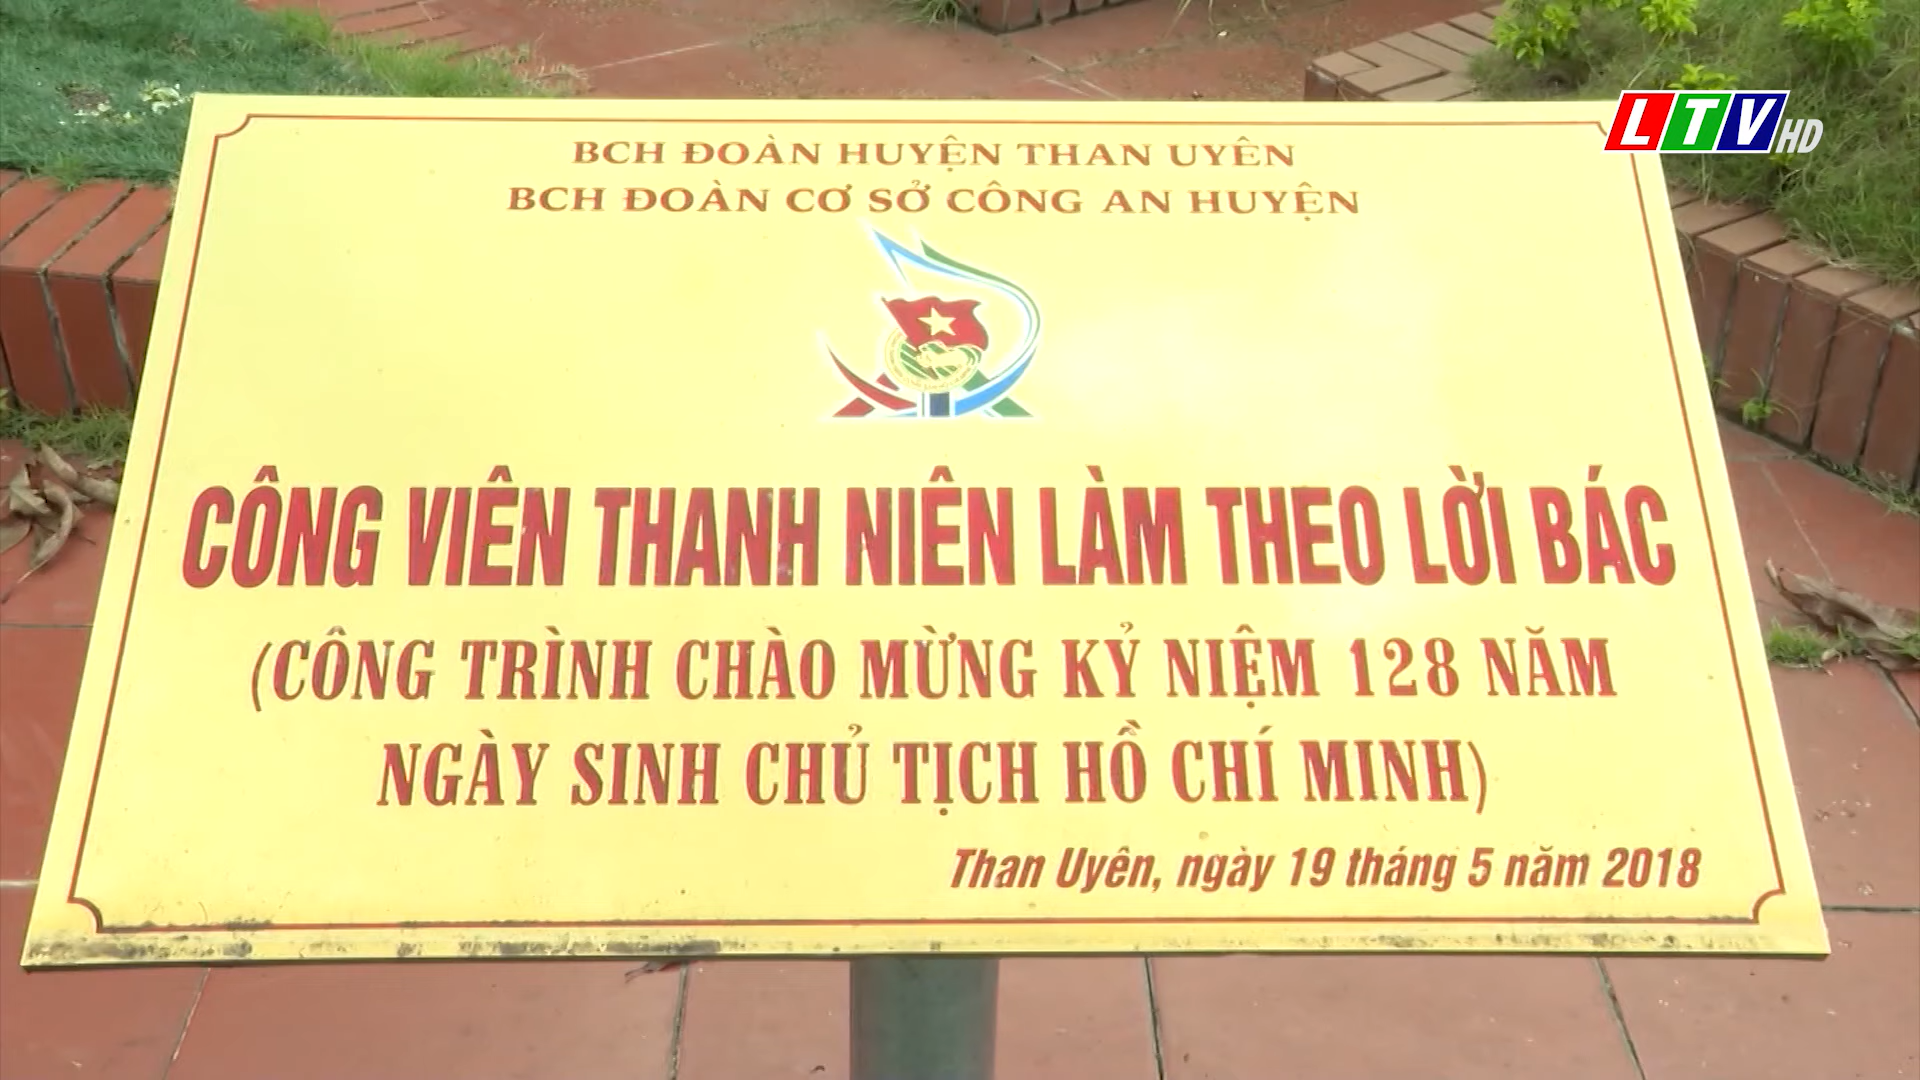 LTV HD
BCH ĐOÀN HUYỆN THAN UYÊN
BCH ĐOÀN CƠ SỞ CÔNG AN HUYỆN
CÔNG VIÊN THANH NIÊN LÀM THEO LỜI BÁC
(CÔNG TRÌNH CHÀO MỪNG KỶ NIỆM 128 NĂM
NGÀY SINH CHỦ TỊCH HỒ CHÍ MINH)
Than Uyên, ngày 19 tháng 5 năm 2018